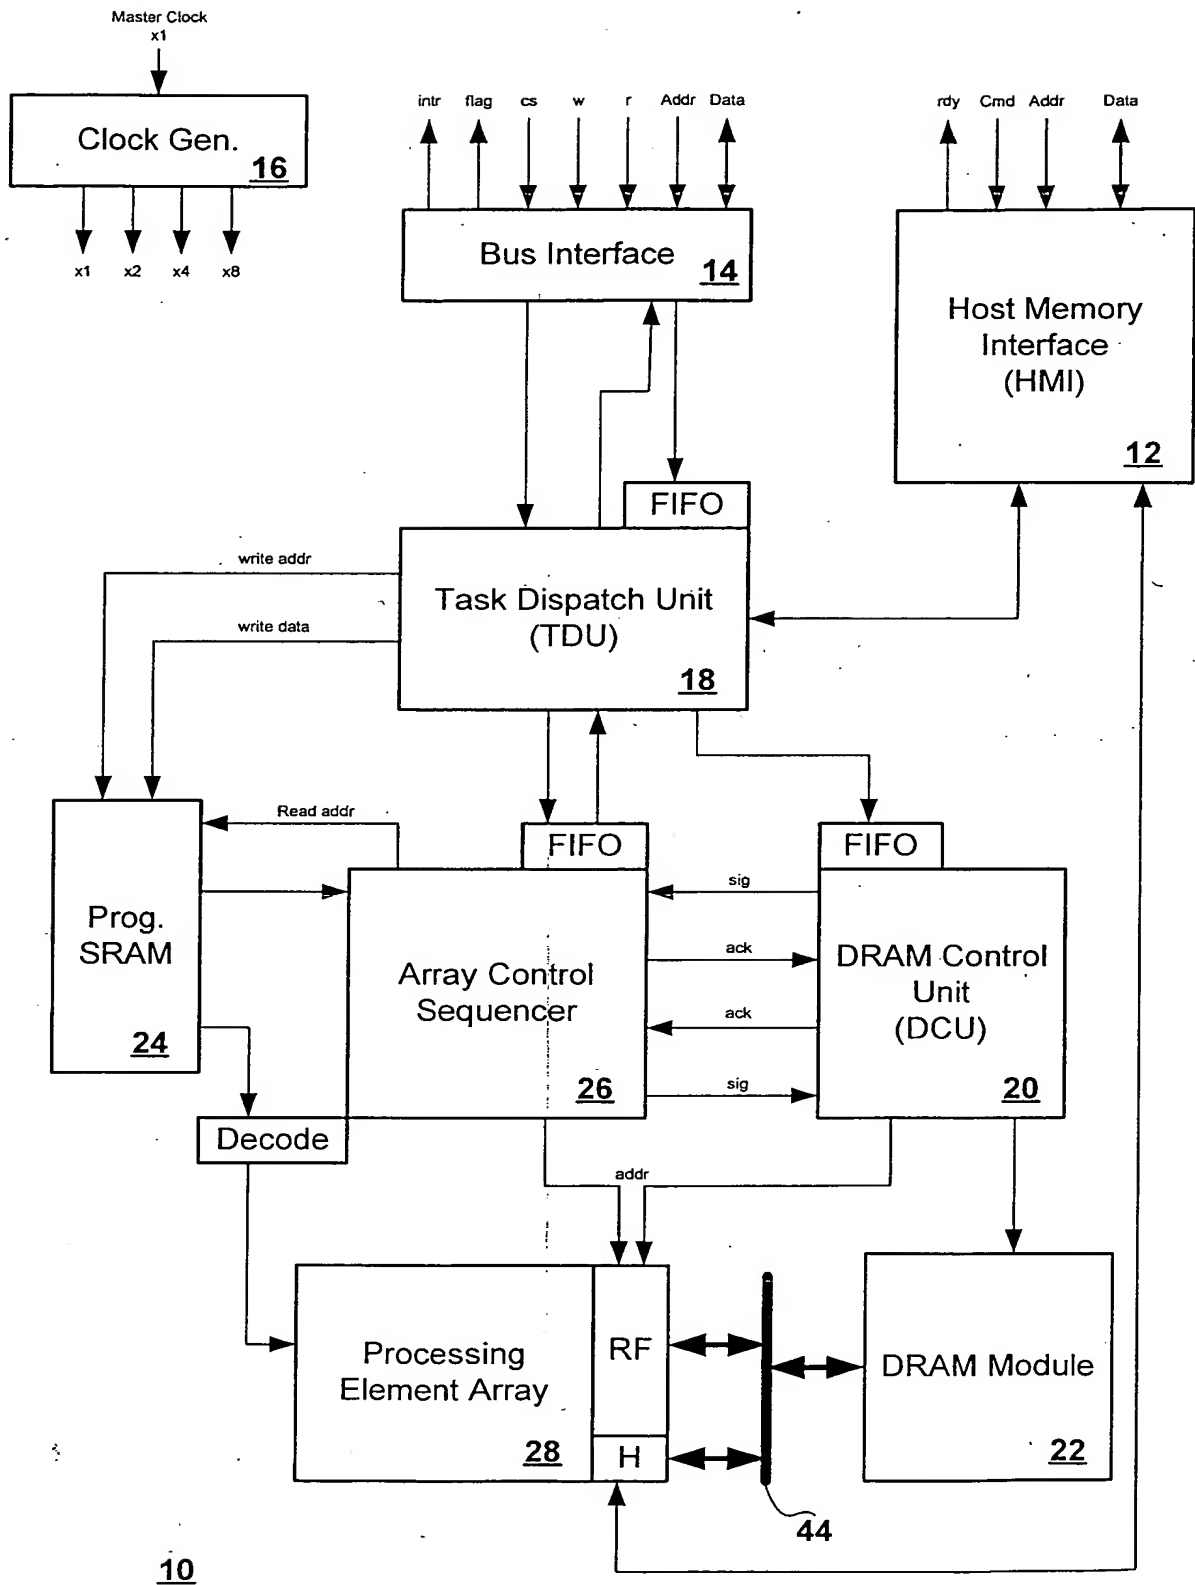 Master Clock
x1
Clock Gen.
16
x1 x2 x4 x8
intr flag cs w r Addr Data
Bus Interface
14
rdy Cmd Addr Data
Host Memory
Interface
(HMI)
12
FIFO
Task Dispatch Unit
(TDU)
18
write addr
write data
Read addr
Prog.
SRAM
24
FIFO
Array Control
Sequencer
26
sig
ack
ack
sig
FIFO
DRAM Control
Unit
(DCU)
20
Decode
addr
Processing
Element Array
28
RF
H
44
DRAM Module
22
10